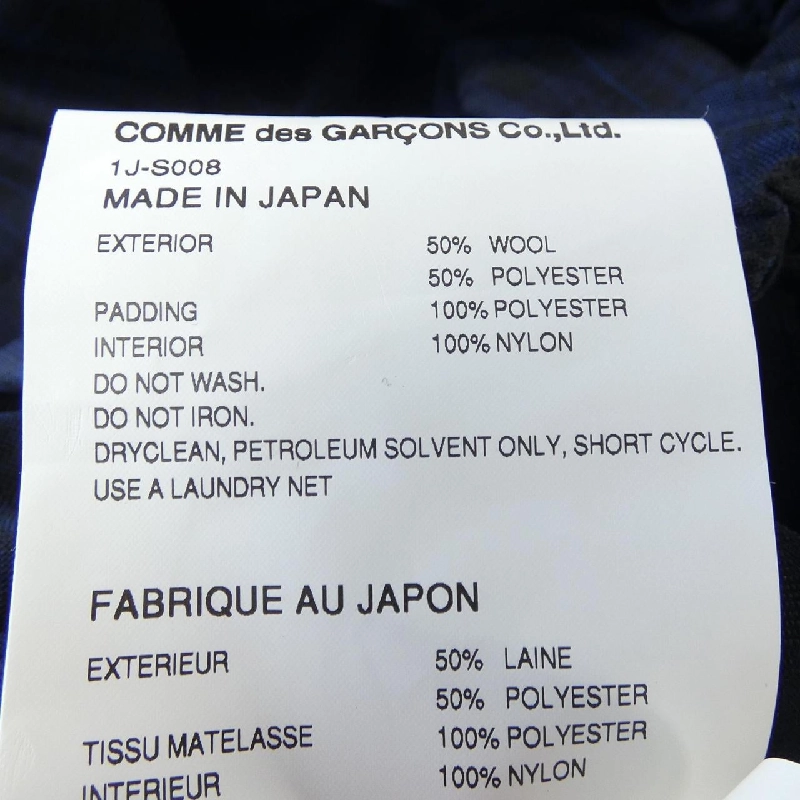 COMME des GARÇONS Co.,Ltd.
1J-S008
MADE IN JAPAN
EXTERIOR 50% WOOL
50% POLYESTER
PADDING 100% POLYESTER
INTERIOR 100% NYLON
DO NOT WASH.
DO NOT IRON.
DRYCLEAN, PETROLEUM SOLVENT ONLY, SHORT CYCLE.
USE A LAUNDRY NET
FABRIQUE AU JAPON
EXTERIEUR 50% LAINE
50% POLYESTER
TISSU MATELASSE 100% POLYESTER
INTERIEUR 100% NYLON